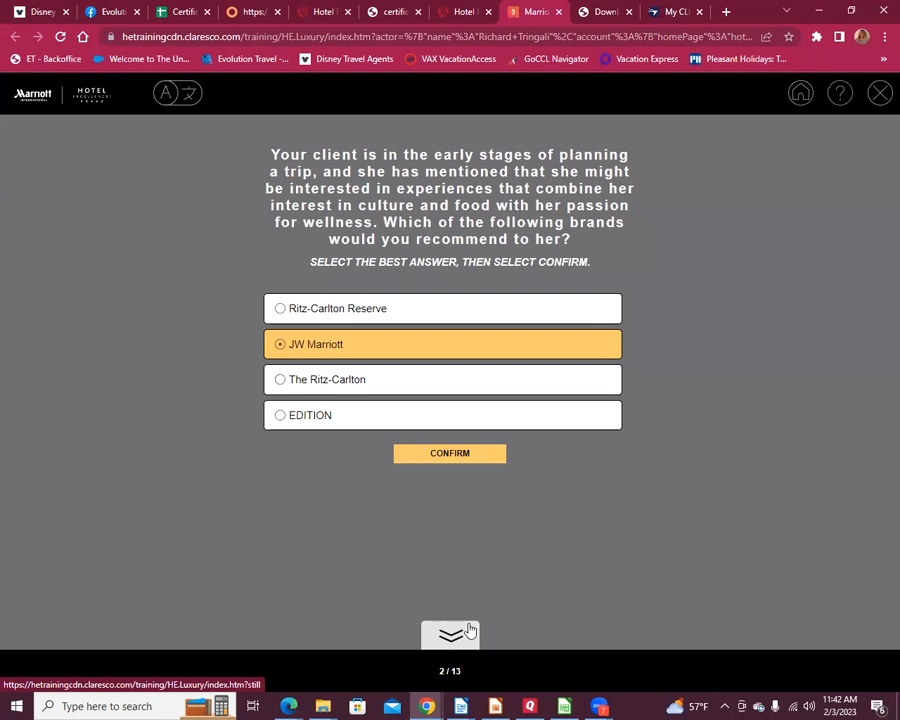 Disney
Evoluti
Certific
https:/
Hotel E
certific
Hotel E
Marrio
Downl
My CLI
hetrainingcdn.claresco.com/training/HE.Luxury/index.htm?actor=%7B"name"%3A"Richard+Tringali"%2C"account"%3A%7B"homePage"%3A"hot...
ET - Backoffice
Welcome to The Un...
Evolution Travel -...
Disney Travel Agents
VAX VacationAccess
GoCCL Navigator
Vacation Express
Pleasant Holidays: T...
»
Marriott
INTERNATIONAL
HOTEL
EXCELLENCE
A 文
?
Your client is in the early stages of planning
a trip, and she has mentioned that she might
be interested in experiences that combine her
interest in culture and food with her passion
for wellness. Which of the following brands
would you recommend to her?
SELECT THE BEST ANSWER, THEN SELECT CONFIRM.
Ritz-Carlton Reserve
JW Marriott
The Ritz-Carlton
EDITION
CONFIRM
2 / 13
https://hetrainingcdn.claresco.com/training/HE.Luxury/index.htm?still
Type here to search
57°F
11:42 AM
2/3/2023
6